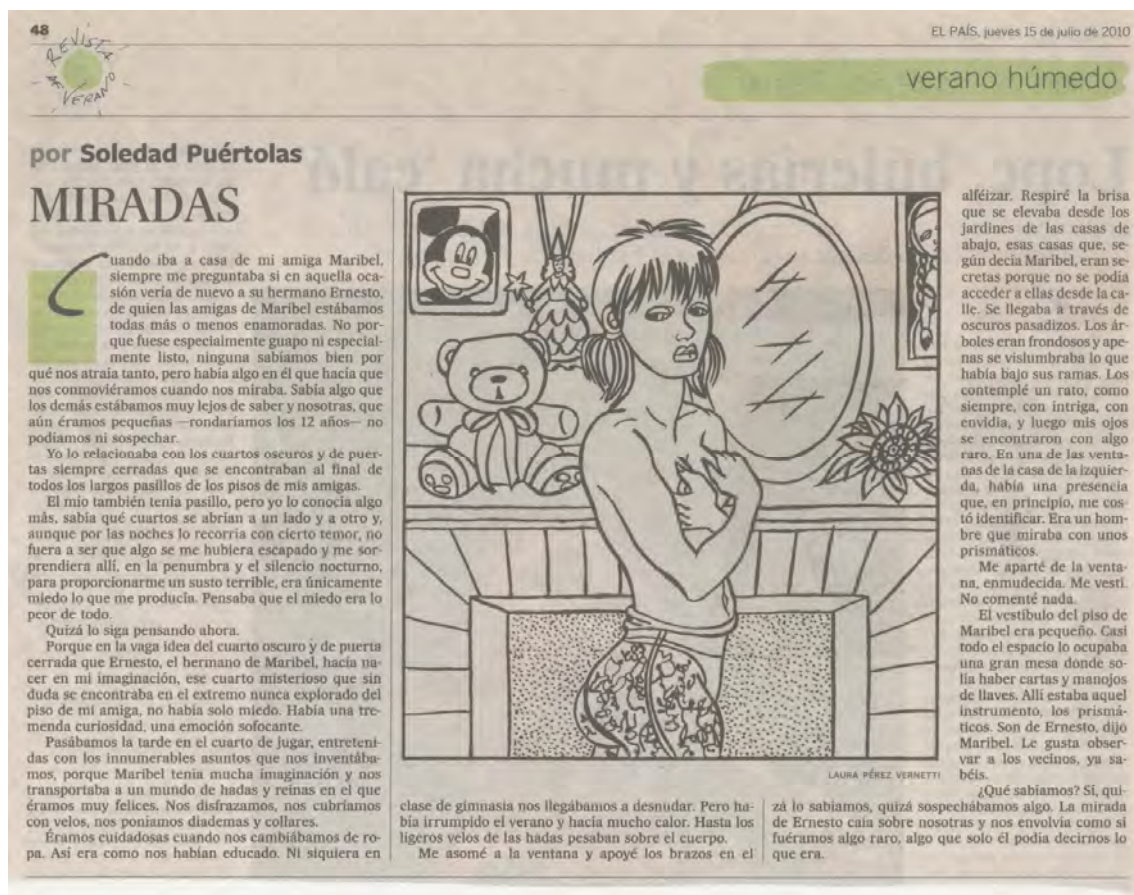 48
EL PAÍS, jueves 15 de julio de 2010
REVISTA
DE
VERANO
verano húmedo
por Soledad Puértolas
MIRADAS
Cuando iba a casa de mi amiga Maribel,
siempre me preguntaba si en aquella oca-
sión vería de nuevo a su hermano Ernesto,
de quien las amigas de Maribel estábamos
todas más o menos enamoradas. No por-
que fuese especialmente guapo ni especial-
mente listo, ninguna sabíamos bien por
qué nos atraía tanto, pero había algo en él que hacía que
nos conmoviéramos cuando nos miraba. Sabía algo que
los demás estábamos muy lejos de saber y nosotras, que
aún éramos pequeñas —rondaríamos los 12 años— no
podíamos ni sospechar.
Yo lo relacionaba con los cuartos oscuros y de puer-
tas siempre cerradas que se encontraban al final de
todos los largos pasillos de los pisos de mis amigas.
El mío también tenía pasillo, pero yo lo conocía algo
más, sabía qué cuartos se abrían a un lado y a otro y,
aunque por las noches lo recorría con cierto temor, no
fuera a ser que algo se me hubiera escapado y me sor-
prendiera allí, en la penumbra y el silencio nocturno,
para proporcionarme un susto terrible, era únicamente
miedo lo que me producía. Pensaba que el miedo era lo
peor de todo.
Quizá lo siga pensando ahora.
Porque en la vaga idea del cuarto oscuro y de puerta
cerrada que Ernesto, el hermano de Maribel, hacía na-
cer en mi imaginación, ese cuarto misterioso que sin
duda se encontraba en el extremo nunca explorado del
piso de mi amiga, no había solo miedo. Había una tre-
menda curiosidad, una emoción sofocante.
Pasábamos la tarde en el cuarto de jugar, entreteni-
das con los innumerables asuntos que nos inventába-
mos, porque Maribel tenía mucha imaginación y nos
transportaba a un mundo de hadas y reinas en el que
éramos muy felices. Nos disfrazamos, nos cubríamos
con velos, nos poníamos diademas y collares.
Éramos cuidadosas cuando nos cambiábamos de ro-
pa. Así era como nos habían educado. Ni siquiera en
LAURA PÉREZ VERNETTI
clase de gimnasia nos llegábamos a desnudar. Pero ha-
bía irrumpido el verano y hacía mucho calor. Hasta los
ligeros velos de las hadas pesaban sobre el cuerpo.
Me asomé a la ventana y apoyé los brazos en el
alféizar. Respiré la brisa
que se elevaba desde los
jardines de las casas de
abajo, esas casas que, se-
gún decía Maribel, eran se-
cretas porque no se podía
acceder a ellas desde la ca-
lle. Se llegaba a través de
oscuros pasadizos. Los ár-
boles eran frondosos y ape-
nas se vislumbraba lo que
había bajo sus ramas. Los
contemplé un rato, como
siempre, con intriga, con
envidia, y luego mis ojos
se encontraron con algo
raro. En una de las venta-
nas de la casa de la izquier-
da, había una presencia
que, en principio, me cos-
tó identificar. Era un hom-
bre que miraba con unos
prismáticos.
Me aparté de la venta-
na, enmudecida. Me vestí.
No comenté nada.
El vestíbulo del piso de
Maribel era pequeño. Casi
todo el espacio lo ocupaba
una gran mesa donde so-
lía haber cartas y manojos
de llaves. Allí estaba aquel
instrumento, los prismá-
ticos. Son de Ernesto, dijo
Maribel. Le gusta obser-
var a los vecinos, ya sa-
béis.
¿Qué sabíamos? Sí, qui-
zá lo sabíamos, quizá sospechábamos algo. La mirada
de Ernesto caía sobre nosotras y nos envolvía como si
fuéramos algo raro, algo que solo él podía decirnos lo
que era.